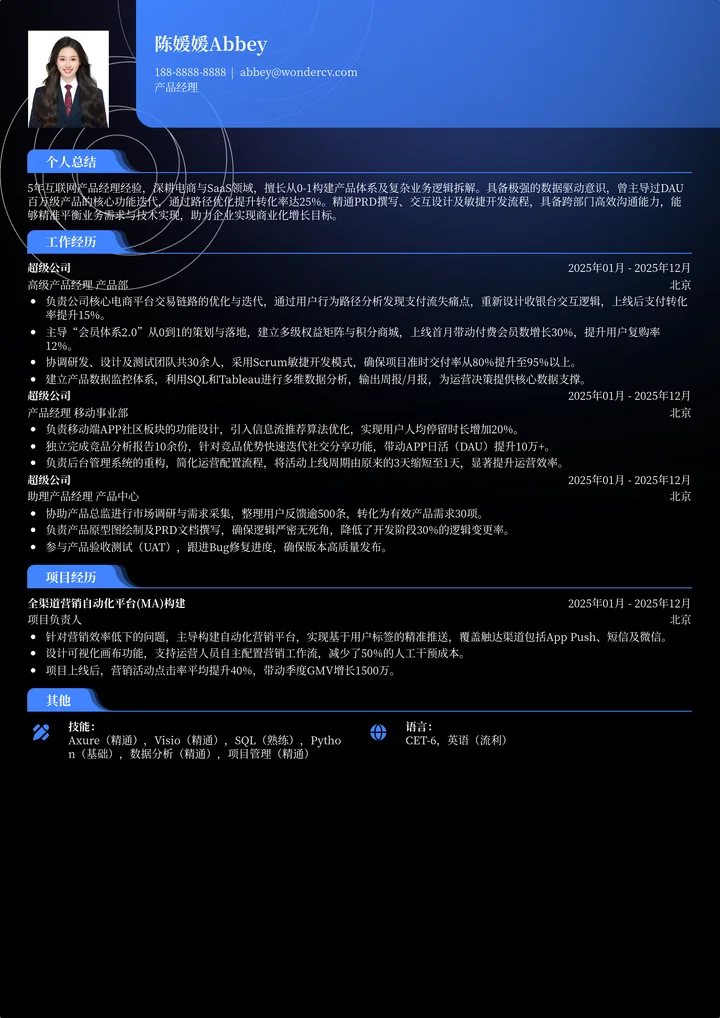 陈媛媛Abbey
188-8888-8888 | abbey@wondercv.com
产品经理
个人总结
5年互联网产品经理经验，深耕电商与SaaS领域，擅长从0-1构建产品体系及复杂业务逻辑拆解。具备极强的数据驱动意识，曾主导过DAU
百万级产品的核心功能迭代，通过路径优化提升转化率达25%。精通PRD撰写、交互设计及敏捷开发流程，具备跨部门高效沟通能力，能
够精准平衡业务需求与技术实现，助力企业实现商业化增长目标。
工作经历
超级公司 2025年01月 - 2025年12月
高级产品经理 产品部 北京
• 负责公司核心电商平台交易链路的优化与迭代，通过用户行为路径分析发现支付流失痛点，重新设计收银台交互逻辑，上线后支付转化
率提升15%。
• 主导“会员体系2.0”从0到1的策划与落地，建立多级权益矩阵与积分商城，上线首月带动付费会员数增长30%，提升用户复购率
12%。
• 协调研发、设计及测试团队共30余人，采用Scrum敏捷开发模式，确保项目准时交付率从80%提升至95%以上。
• 建立产品数据监控体系，利用SQL和Tableau进行多维数据分析，输出周报/月报，为运营决策提供核心数据支撑。
超级公司 2025年01月 - 2025年12月
产品经理 移动事业部 北京
• 负责移动端APP社区板块的功能设计，引入信息流推荐算法优化，实现用户人均停留时长增加20%。
• 独立完成竞品分析报告10余份，针对竞品优势快速迭代社交分享功能，带动APP日活（DAU）提升10万+。
• 负责后台管理系统的重构，简化运营配置流程，将活动上线周期由原来的3天缩短至1天，显著提升运营效率。
超级公司 2025年01月 - 2025年12月
助理产品经理 产品中心 北京
• 协助产品总监进行市场调研与需求采集，整理用户反馈逾500条，转化为有效产品需求30项。
• 负责产品原型图绘制及PRD文档撰写，确保逻辑严密无死角，降低了开发阶段30%的逻辑变更率。
• 参与产品验收测试（UAT），跟进Bug修复进度，确保版本高质量发布。
项目经历
全渠道营销自动化平台(MA)构建 2025年01月 - 2025年12月
项目负责人 北京
• 针对营销效率低下的问题，主导构建自动化营销平台，实现基于用户标签的精准推送，覆盖触达渠道包括App Push、短信及微信。
• 设计可视化画布功能，支持运营人员自主配置营销工作流，减少了50%的人工干预成本。
• 项目上线后，营销活动点击率平均提升40%，带动季度GMV增长1500万。
其他
技能：
Axure（精通）, Visio（精通）, SQL（熟练）, Pytho
n（基础）, 数据分析（精通）, 项目管理（精通）
语言：
CET-6，英语（流利）